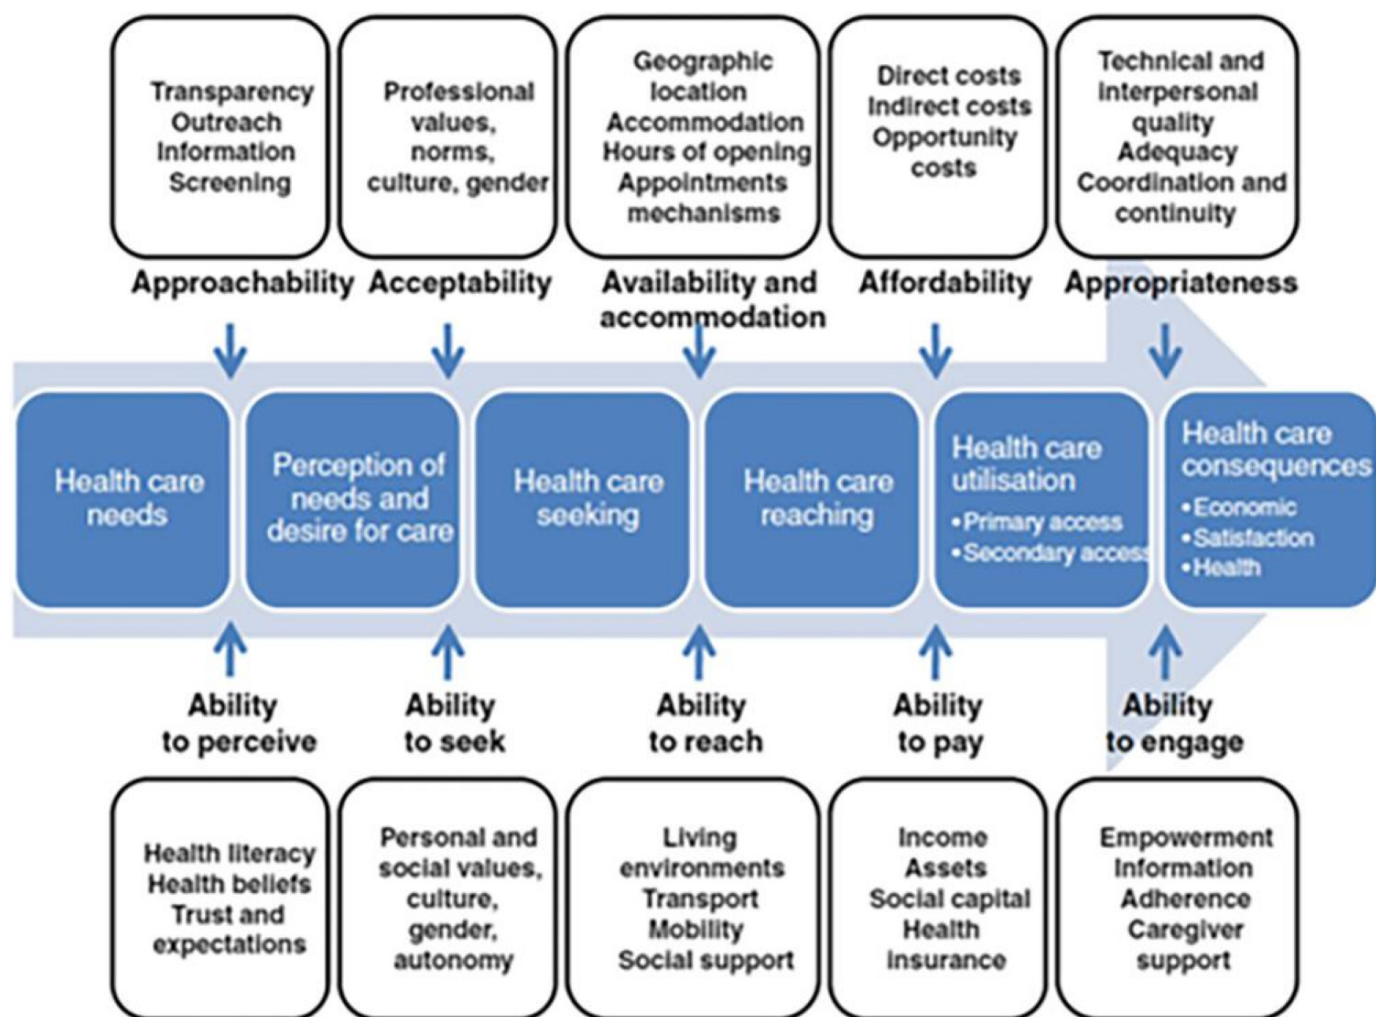 Transparency
Outreach
Information
Screening
Professional
values,
norms,
culture, gender
Geographic
location
Accommodation
Hours of opening
Appointments
mechanisms
Direct costs
Indirect costs
Opportunity
costs
Technical and
interpersonal
quality
Adequacy
Coordination and
continuity
Approachability
Acceptability
Availability and
accommodation
Affordability
Appropriateness
Health care
needs
Perception of
needs and
desire for care
Health care
seeking
Health care
reaching
Health care
utilisation
•Primary access
•Secondary access
Health care
consequences
•Economic
•Satisfaction
•Health
Ability
to perceive
Ability
to seek
Ability
to reach
Ability
to pay
Ability
to engage
Health literacy
Health beliefs
Trust and
expectations
Personal and
social values,
culture,
gender,
autonomy
Living
environments
Transport
Mobility
Social support
Income
Assets
Social capital
Health
insurance
Empowerment
Information
Adherence
Caregiver
support